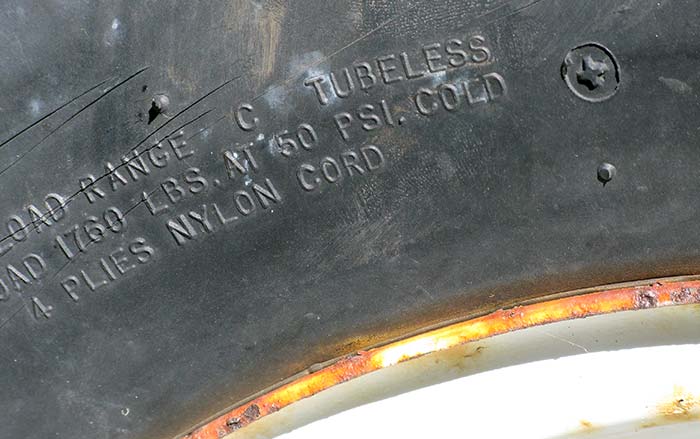 LOAD RANGE C TUBELESS
OAD 1760 LBS. AT 50 PSI. COLD
4 PLIES NYLON CORD